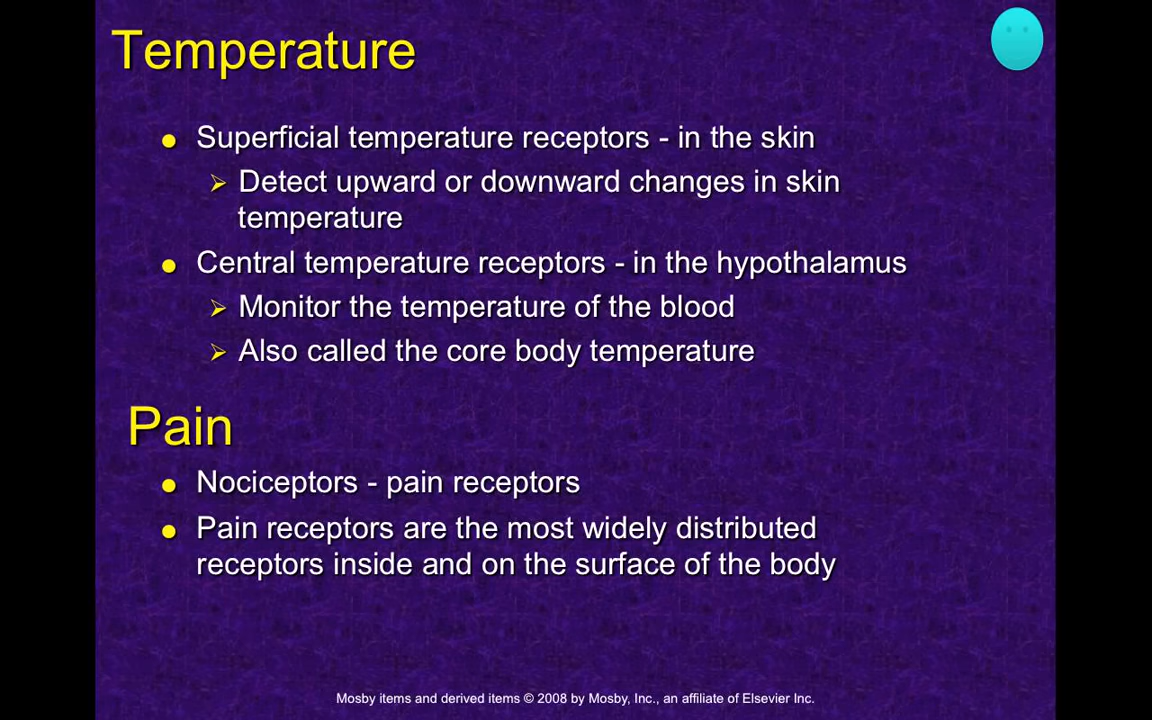 Temperature
Superficial temperature receptors - in the skin
Detect upward or downward changes in skin
temperature
Central temperature receptors - in the hypothalamus
Monitor the temperature of the blood
Also called the core body temperature
Pain
Nociceptors - pain receptors
Pain receptors are the most widely distributed
receptors inside and on the surface of the body
Mosby items and derived items © 2008 by Mosby, Inc., an affiliate of Elsevier Inc.